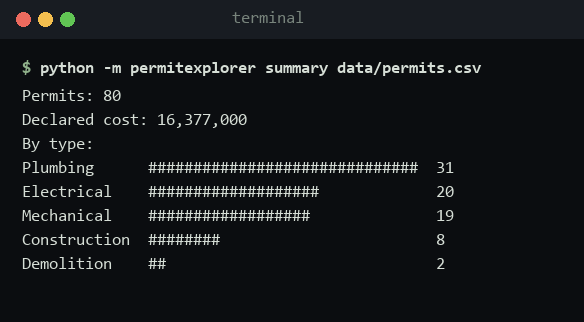 terminal
$ python -m permitexplorer summary data/permits.csv
Permits: 80
Declared cost: 16,377,000
By type:
Plumbing      ##############################  31
Electrical    ###################             20
Mechanical    ##################              19
Construction  ########                        8
Demolition    ##                              2